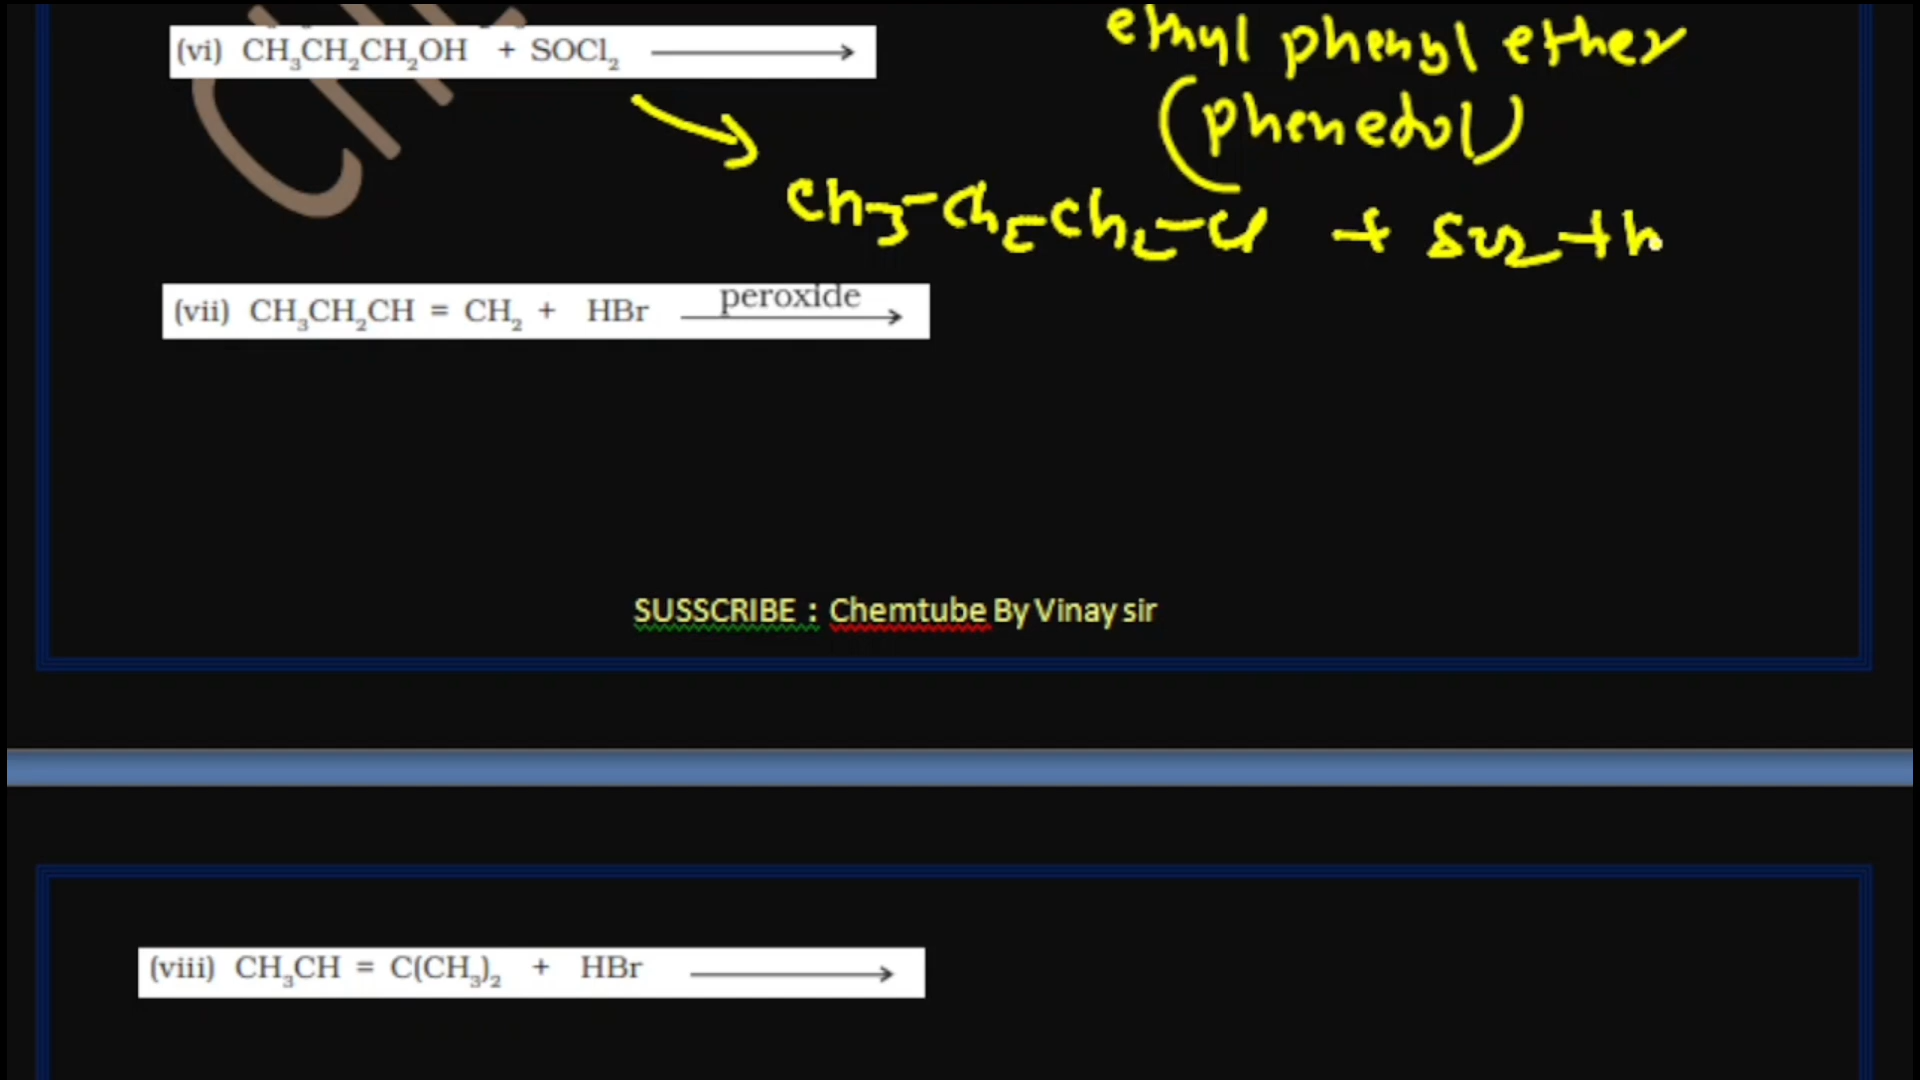 (vi) CH₃CH₂CH₂OH + SOCl₂ ⟶
ethyl phenyl ether
(phenedol)
Ch₃-Ch₂-Ch₂-Cl + SO₂ + h
(vii) CH₃CH₂CH = CH₂ + HBr peroxide ⟶
SUSSCRIBE : Chemtube By Vinay sir
(viii) CH₃CH = C(CH₃)₂ + HBr ⟶